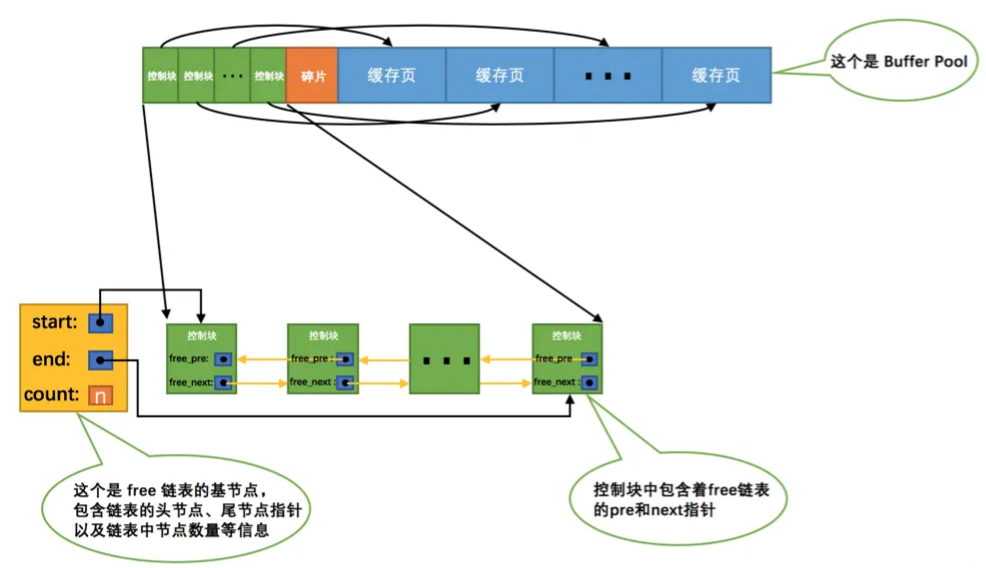 控制块 控制块 ··· 控制块 碎片 缓存页 缓存页 ··· 缓存页
这个是 Buffer Pool
start:
end:
count: n
控制块
free_pre:
free_next:
控制块
free_pre :
free_next :
···
控制块
free_pre
free_next :
这个是 free 链表的基节点，
包含链表的头节点、尾节点指针
以及链表中节点数量等信息
控制块中包含着free链表
的pre和next指针